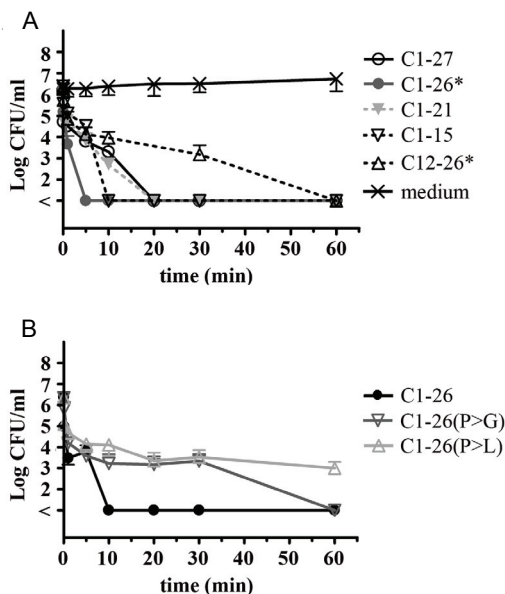 A
Log CFU/ml
8
7
6
5
4
3
2
<
0 10 20 30 40 50 60
time (min)
C1-27
C1-26*
C1-21
C1-15
C12-26*
medium
B
Log CFU/ml
8
7
6
5
4
3
2
<
0 10 20 30 40 50 60
time (min)
C1-26
C1-26(P>G)
C1-26(P>L)